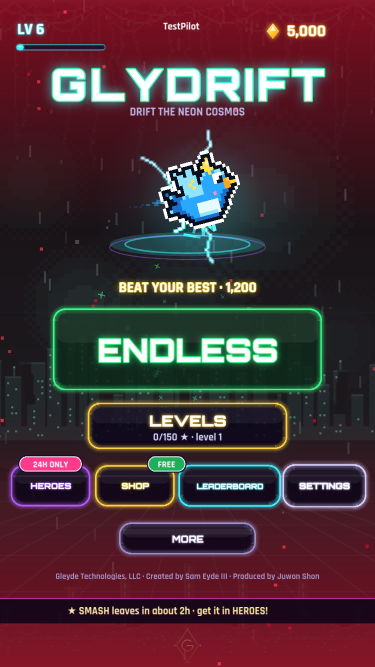 LV 6
TestPilot
5,000
GLYDRIFT
DRIFT THE NEON COSMOS
BEAT YOUR BEST · 1,200
ENDLESS
LEVELS
0/150 ★ · level 1
24H ONLY
FREE
HEROES
SHOP
LEADERBOARD
SETTINGS
MORE
Gleyde Technologies, LLC · Created by Sam Eyde III · Produced by Juwon Shon
★ SMASH leaves in about 2h · get it in HEROES!
G